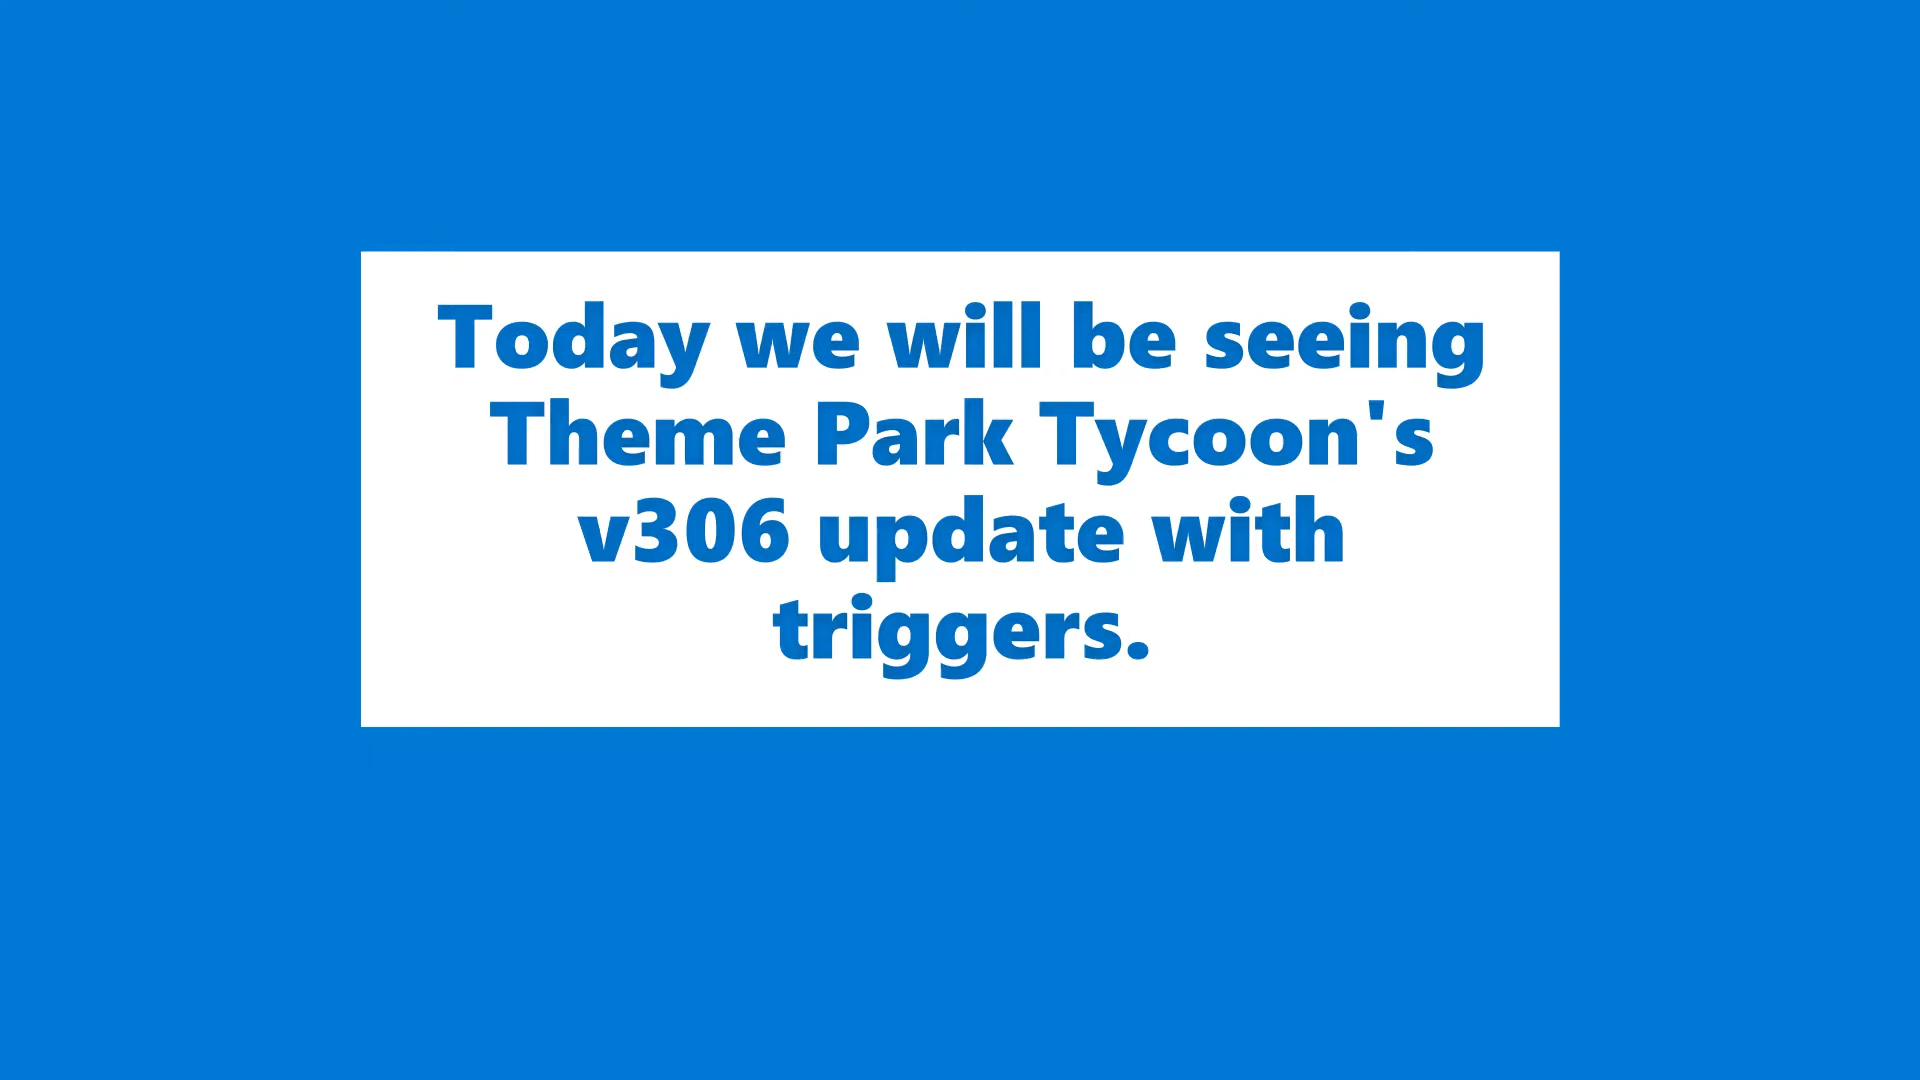 Today we will be seeing
Theme Park Tycoon's
v306 update with
triggers.